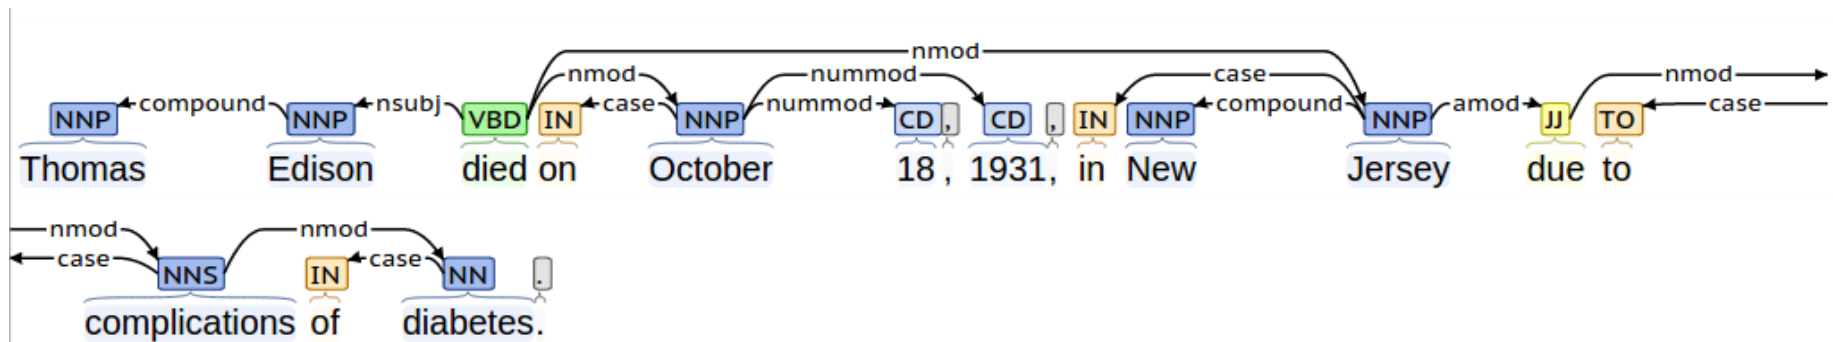 nmod
nmod nummod case
compound nsubj case nummod compound amod nmod case
NNP NNP VBD IN NNP CD , CD , IN NNP NNP JJ TO
Thomas Edison died on October 18 , 1931, in New Jersey due to
nmod nmod
case case
NNS IN NN .
complications of diabetes.